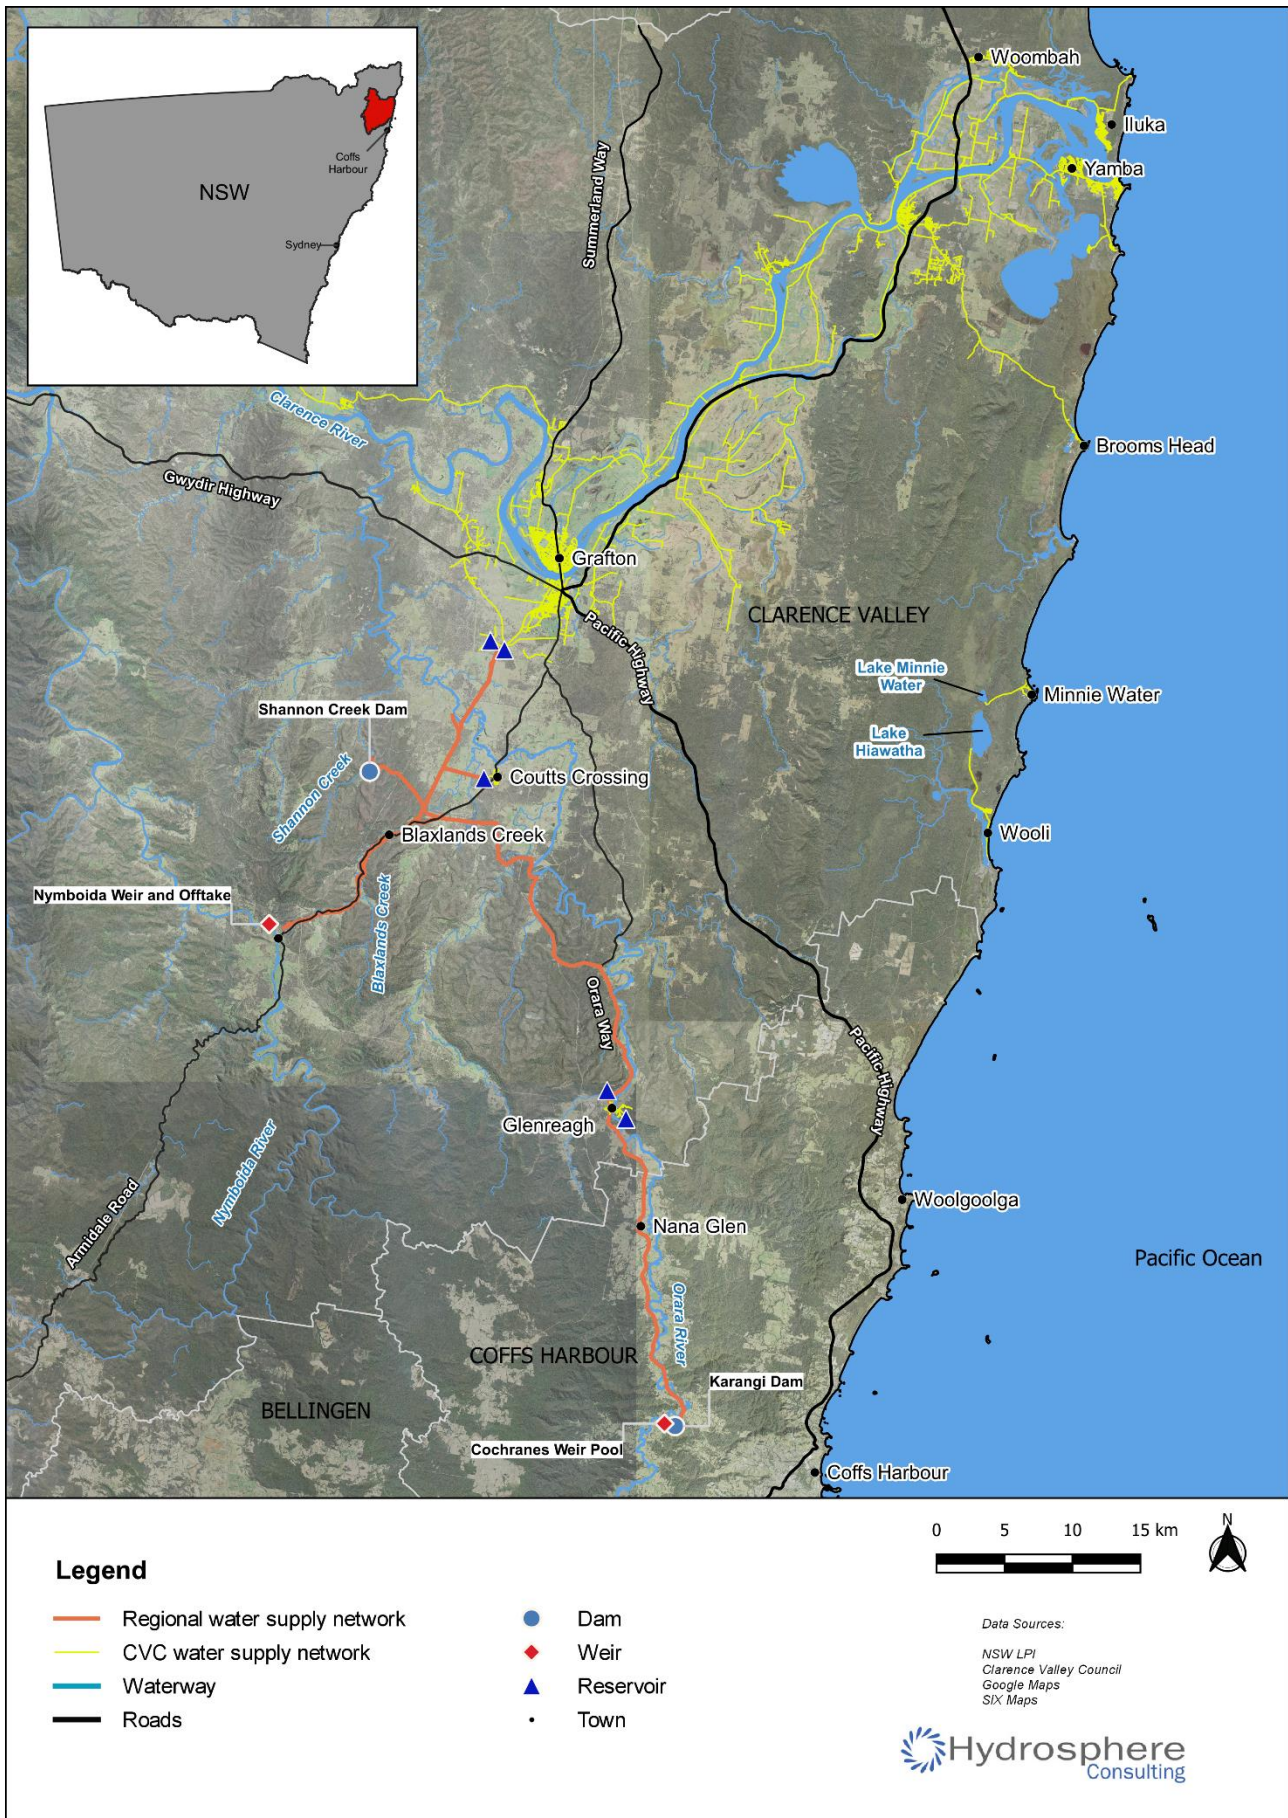 Woombah
Iluka
Coffs
Harbour
NSW
Yamba
Summerland Way
Sydney
Clarence River
Brooms Head
Gwydir Highway
Grafton
CLARENCE VALLEY
Pacific Highway
Lake Minnie
Water
Minnie Water
Shannon Creek Dam
Lake
Hiawatha
Shannon Creek
Coutts Crossing
Blaxlands Creek
Wooli
Nymboida Weir and Offtake
Blaxlands Creek
Orara Way
Pacific Highway
Glenreagh
Nymboida River
Armidale Road
Woolgoolga
Nana Glen
Pacific Ocean
Orara River
COFFS HARBOUR
Karangi Dam
BELLINGEN
Cochranes Weir Pool
Coffs Harbour
0 5 10 15 km
N
Legend
Regional water supply network
CVC water supply network
Waterway
Roads
Dam
Weir
Reservoir
Town
Data Sources:
NSW LPI
Clarence Valley Council
Google Maps
SIX Maps
Hydrosphere
Consulting